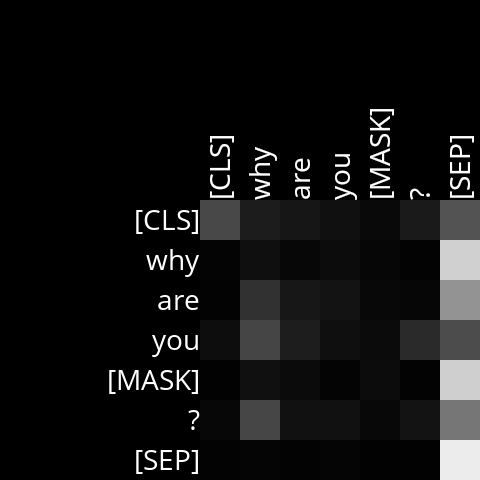 [CLS] why are you [MASK] ? [SEP]
[CLS]
why
are
you
[MASK]
?
[SEP]